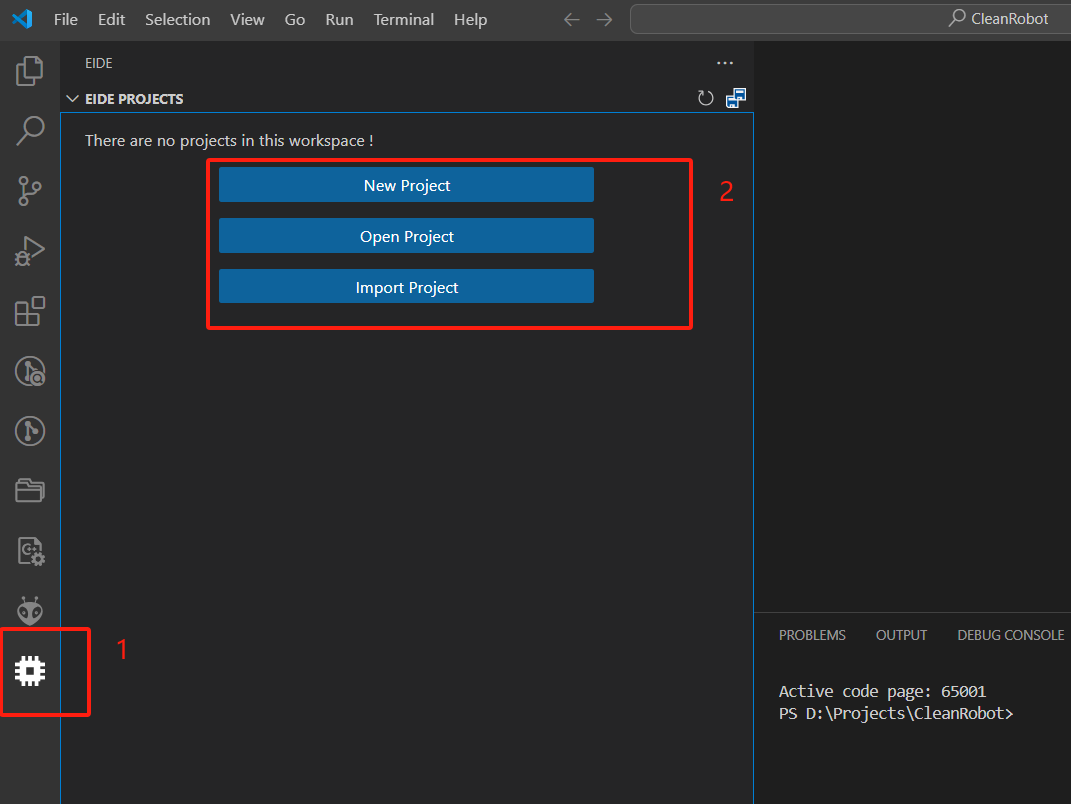 File Edit Selection View Go Run Terminal Help CleanRobot
EIDE
EIDE PROJECTS
There are no projects in this workspace !
New Project
2
Open Project
Import Project
1
PROBLEMS OUTPUT DEBUG CONSOLE
Active code page: 65001
PS D:\Projects\CleanRobot>